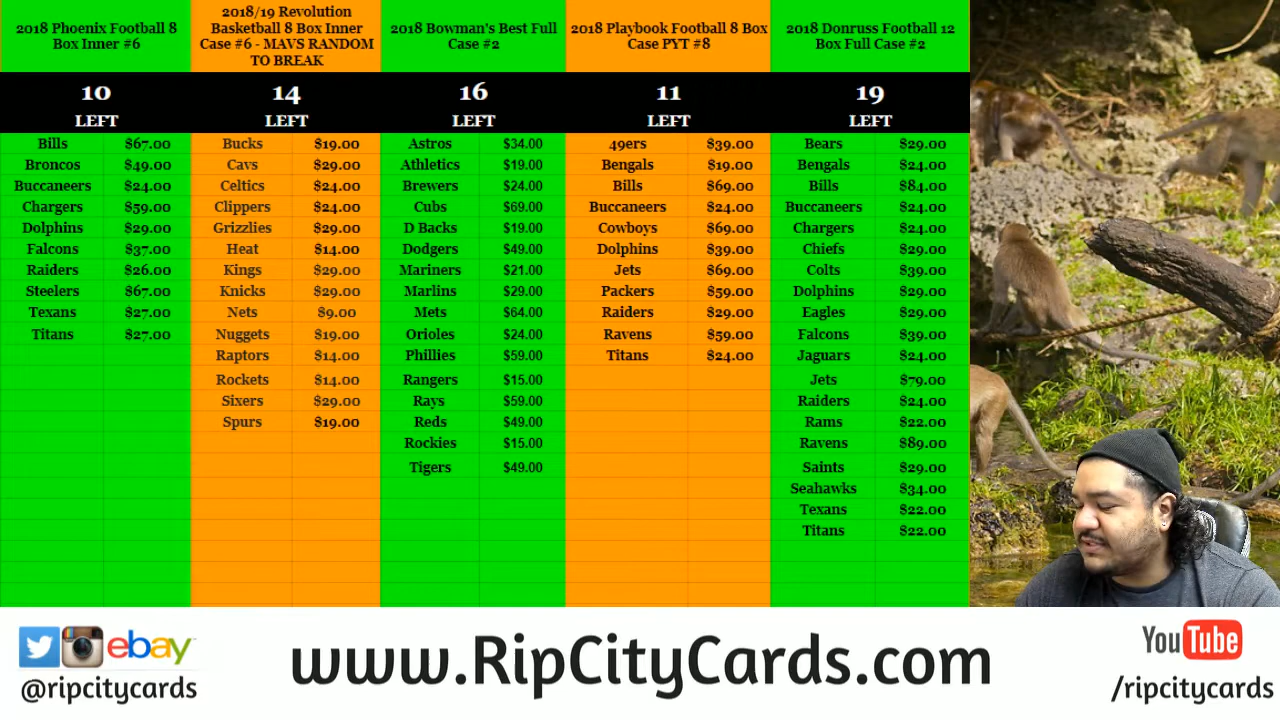 2018 Phoenix Football 8
Box Inner #6
10
LEFT
Bills $67.00
Broncos $49.00
Buccaneers $24.00
Chargers $59.00
Dolphins $29.00
Falcons $37.00
Raiders $26.00
Steelers $67.00
Texans $27.00
Titans $27.00
2018/19 Revolution
Basketball 8 Box Inner
Case #6 - MAVS RANDOM
TO BREAK
14
LEFT
Bucks $19.00
Cavs $29.00
Celtics $24.00
Clippers $24.00
Grizzlies $29.00
Heat $14.00
Kings $29.00
Knicks $29.00
Nets $9.00
Nuggets $19.00
Raptors $14.00
Rockets $14.00
Sixers $29.00
Spurs $19.00
2018 Bowman's Best Full
Case #2
16
LEFT
Astros $34.00
Athletics $19.00
Brewers $24.00
Cubs $69.00
D Backs $19.00
Dodgers $49.00
Mariners $21.00
Marlins $29.00
Mets $64.00
Orioles $24.00
Phillies $59.00
Rangers $15.00
Rays $59.00
Reds $49.00
Rockies $15.00
Tigers $49.00
2018 Playbook Football 8 Box
Case PYT #8
11
LEFT
49ers $39.00
Bengals $19.00
Bills $69.00
Buccaneers $24.00
Cowboys $69.00
Dolphins $39.00
Jets $69.00
Packers $59.00
Raiders $29.00
Ravens $59.00
Titans $24.00
2018 Donruss Football 12
Box Full Case #2
19
LEFT
Bears $29.00
Bengals $24.00
Bills $84.00
Buccaneers $24.00
Chargers $24.00
Chiefs $29.00
Colts $39.00
Dolphins $29.00
Eagles $29.00
Falcons $39.00
Jaguars $24.00
Jets $79.00
Raiders $24.00
Rams $22.00
Ravens $89.00
Saints $29.00
Seahawks $34.00
Texans $22.00
Titans $22.00
ebay
@ripcitycards
www.RipCityCards.com
YouTube
/ripcitycards